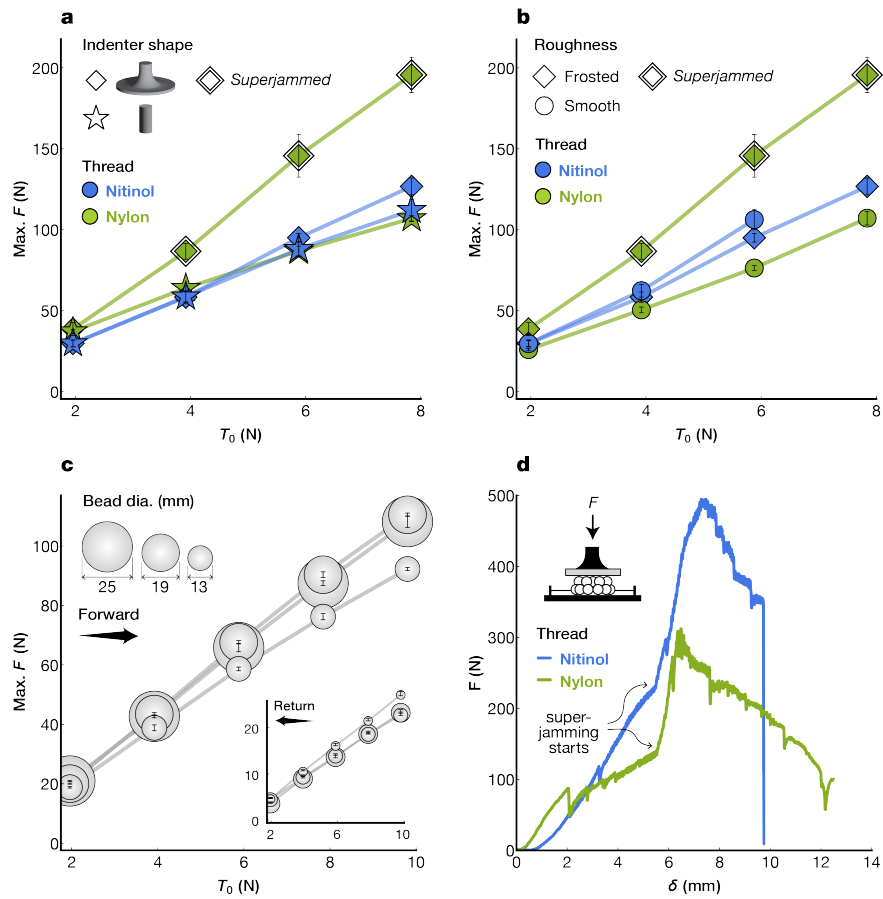 a
Indenter shape
Superjammed
Thread
Nitinol
Nylon
Max. F (N)
200
150
100
50
0
2
4
6
8
T₀ (N)
b
Roughness
Frosted
Superjammed
Smooth
Thread
Nitinol
Nylon
Max. F (N)
200
150
100
50
0
2
4
6
8
T₀ (N)
c
Bead dia. (mm)
25
19
13
Forward
Max. F (N)
100
80
60
40
20
0
2
4
6
8
10
T₀ (N)
Return
20
10
0
2
4
6
8
10
d
F
Thread
Nitinol
Nylon
super-
jamming
starts
F (N)
500
400
300
200
100
0
0
2
4
6
8
10
12
14
δ (mm)